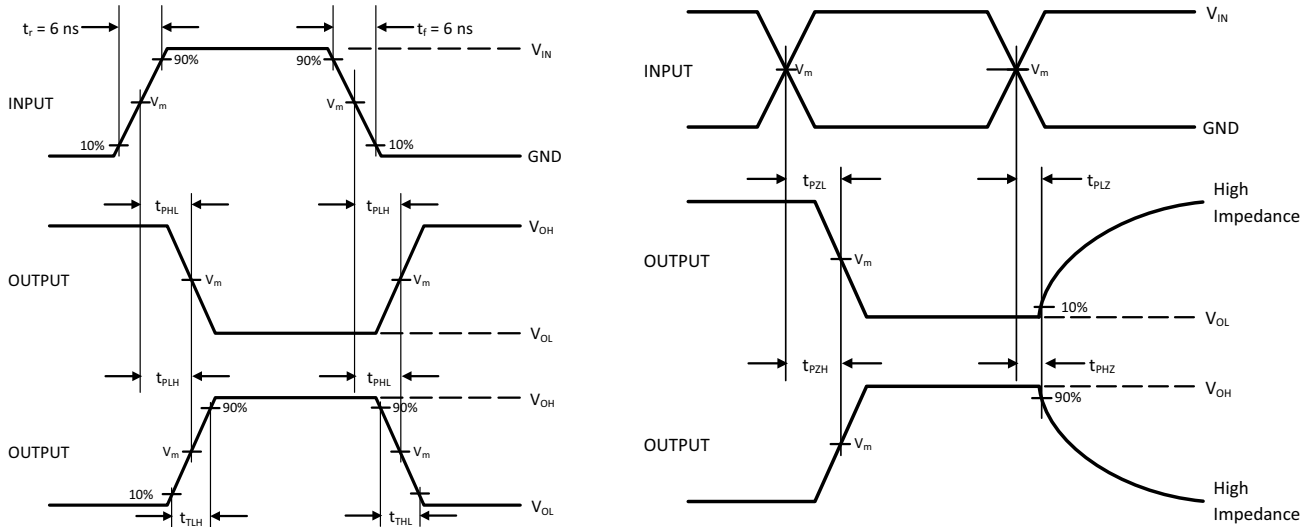 t_r = 6 ns
t_f = 6 ns
V_IN
90%
90%
INPUT
V_m
V_m
10%
10%
GND
t_PHL
t_PLH
V_OH
OUTPUT
V_m
V_m
V_OL
t_PLH
t_PHL
V_OH
90%
90%
OUTPUT
V_m
V_m
10%
V_OL
t_TLH
t_THL
V_IN
INPUT
V_m
V_m
GND
t_PZL
t_PLZ
High
Impedance
OUTPUT
V_m
10%
V_OL
t_PZH
t_PHZ
V_OH
90%
OUTPUT
V_m
High
Impedance